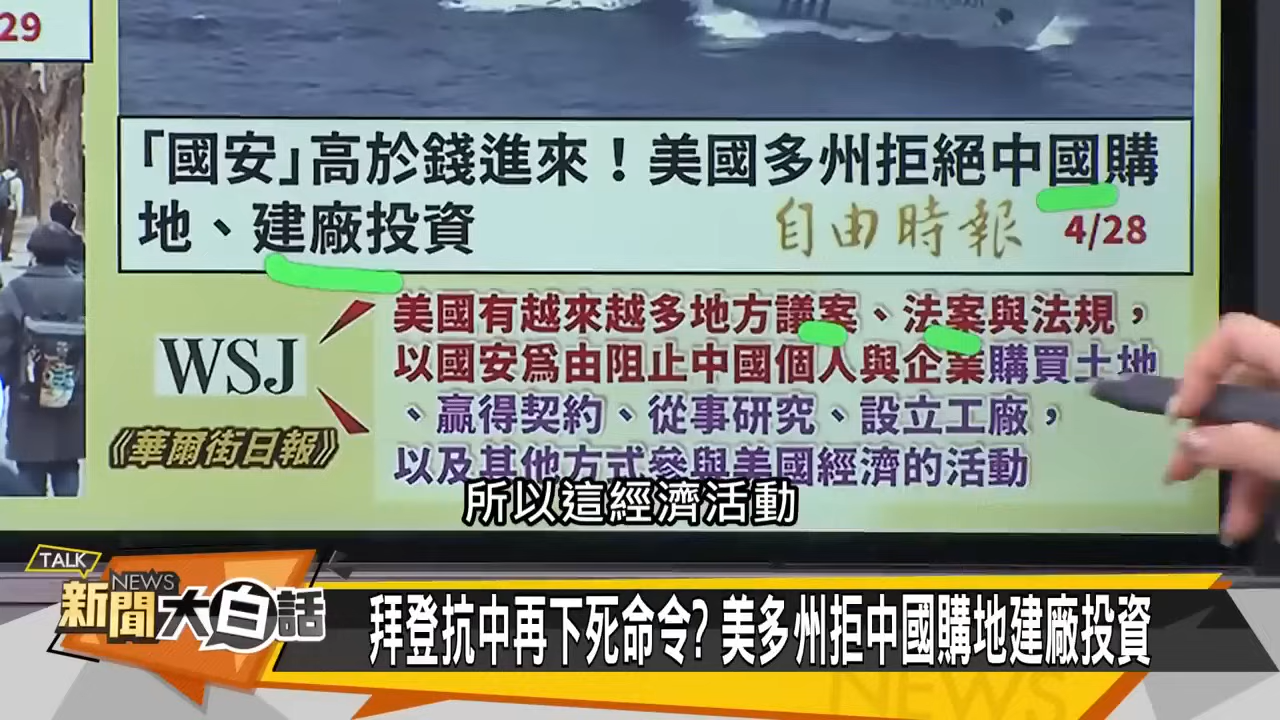 29
「國安」高於錢進來！美國多州拒絕中國購
地、建廠投資
自由時報 4/28
美國有越來越多地方議案、法案與法規，
WSJ
以國安為由阻止中國個人與企業購買土地
、贏得契約、從事研究、設立工廠，
《華爾街日報》
以及其他方式參與美國經濟的活動
所以這經濟活動
TALK
NEWS
新聞大白話
拜登抗中再下死命令? 美多州拒中國購地建廠投資
NEWS